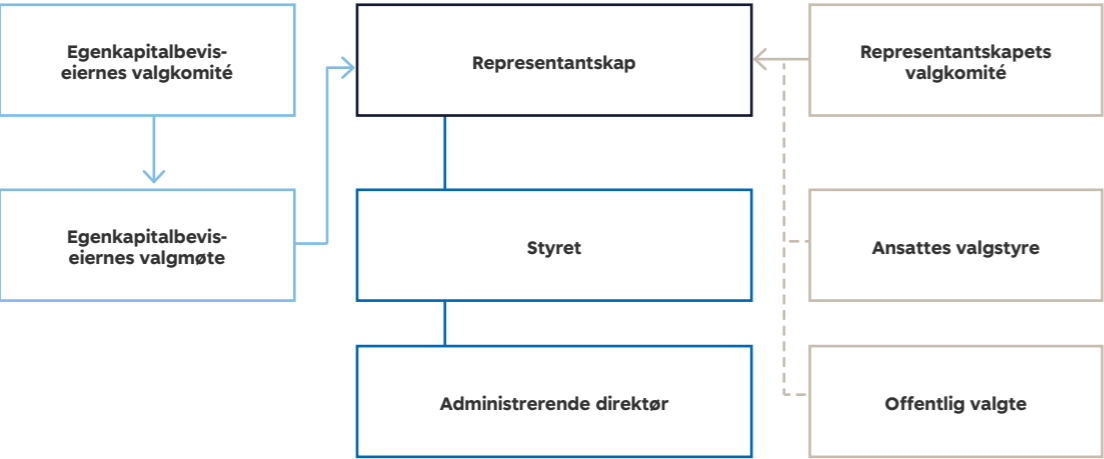 Egenkapitalbevis-
eiernes valgkomité
Representantskap
Representantskapets
valgkomité
Egenkapitalbevis-
eiernes valgmøte
Styret
Ansattes valgstyre
Administrerende direktør
Offentlig valgte